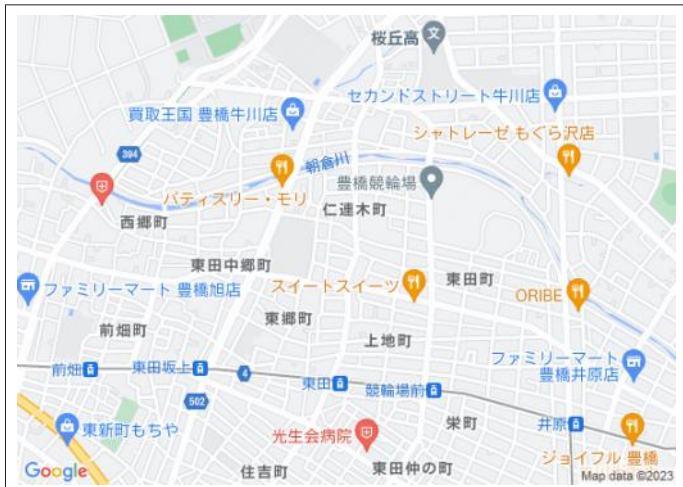 桜丘高
セカンドストリート牛川店
買取王国 豊橋牛川店
シャトレーゼ もぐら沢店
394
朝倉川
豊橋競輪場
パティスリー・モリ
西郷町
仁連木町
東田中郷町
東田町
スイートスイーツ
ORIBE
ファミリーマート 豊橋旭店
東郷町
前畑町
上地町
ファミリーマート
豊橋井原店
前畑
東田坂上
4
東田
競輪場前
502
栄町
井原
東新町もちや
光生会病院
ジョイフル 豊橋
住吉町
東田仲の町
Google
Map data ©2023